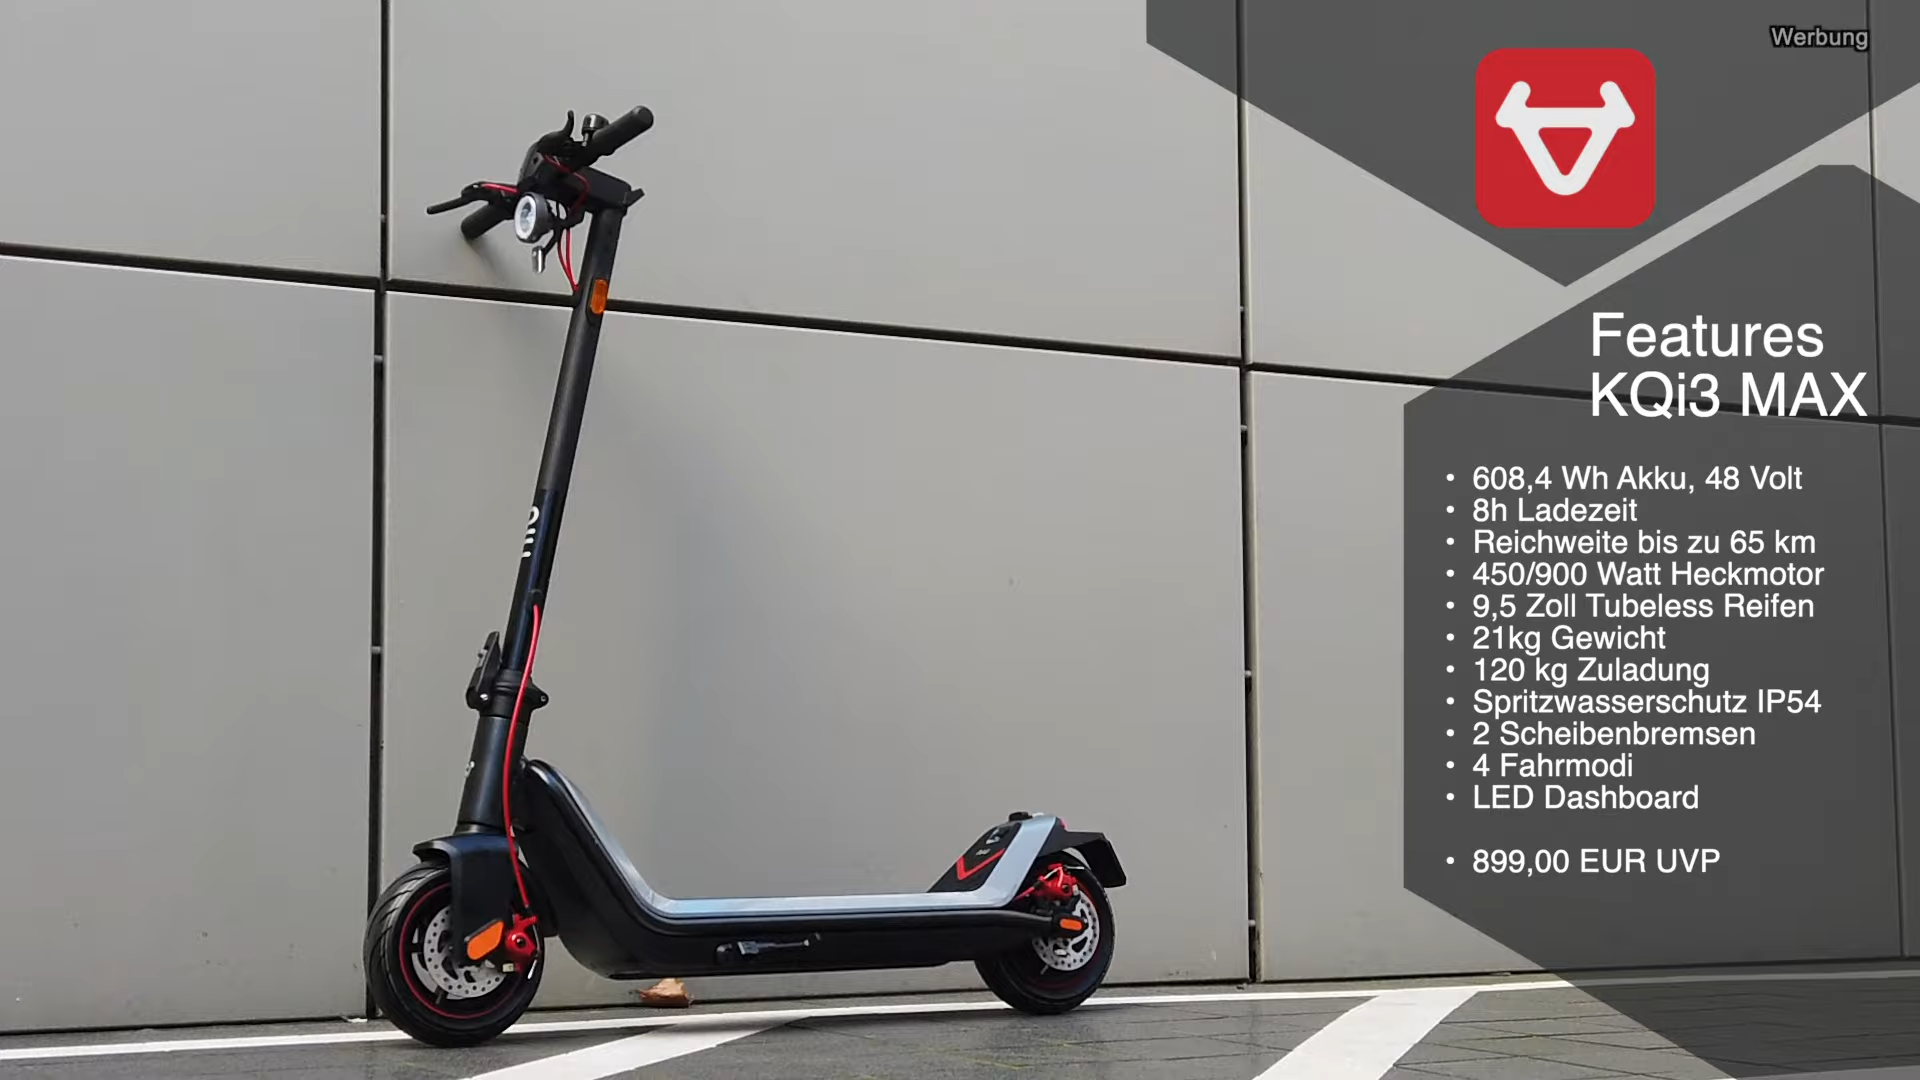 Werbung
Features
KQi3 MAX
• 608,4 Wh Akku, 48 Volt
• 8h Ladezeit
• Reichweite bis zu 65 km
• 450/900 Watt Heckmotor
• 9,5 Zoll Tubeless Reifen
• 21kg Gewicht
• 120 kg Zuladung
• Spritzwasserschutz IP54
• 2 Scheibenbremsen
• 4 Fahrmodi
• LED Dashboard
• 899,00 EUR UVP
niu